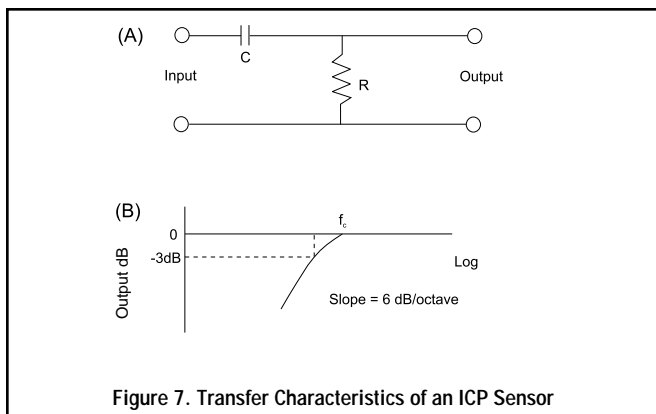 (A)
C
Input
R
Output
(B)
f_c
0
-3dB
Log
Output dB
Slope = 6 dB/octave
Figure 7. Transfer Characteristics of an ICP Sensor